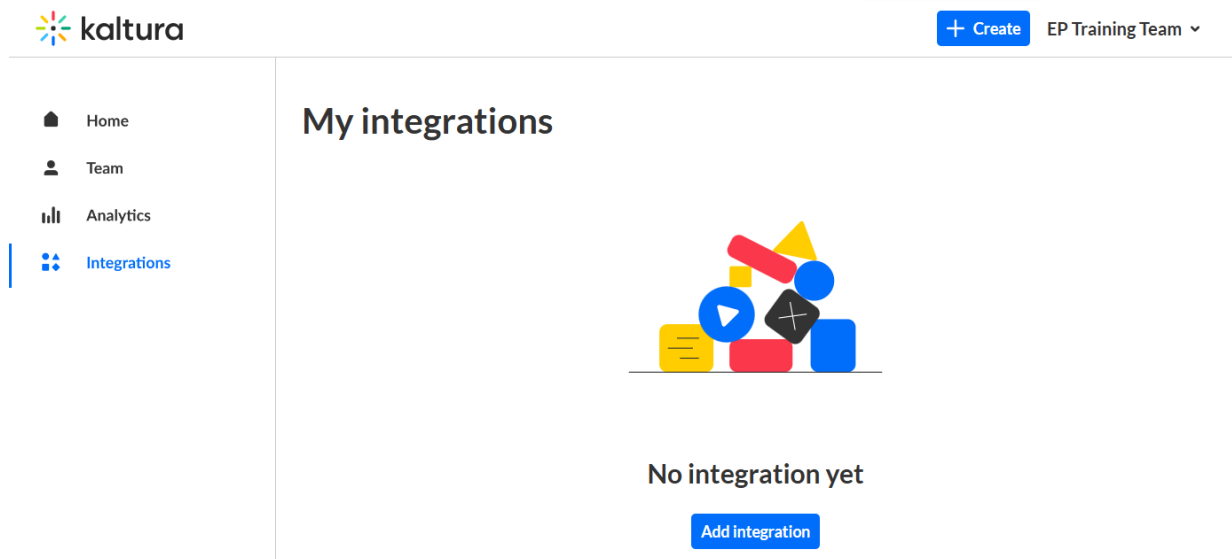 kaltura
Create
EP Training Team
Home
Team
Analytics
Integrations
My integrations
No integration yet
Add integration